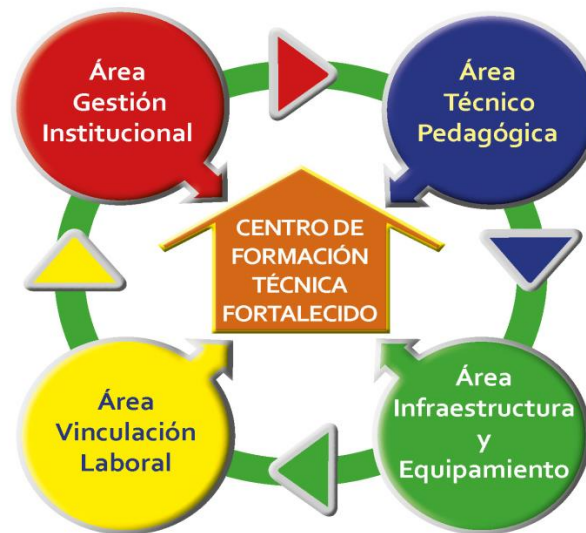 Área
Gestión
Institucional
Área
Técnico
Pedagógica
CENTRO DE
FORMACIÓN
TÉCNICA
FORTALECIDO
Área
Vinculación
Laboral
Área
Infraestructura
y
Equipamiento